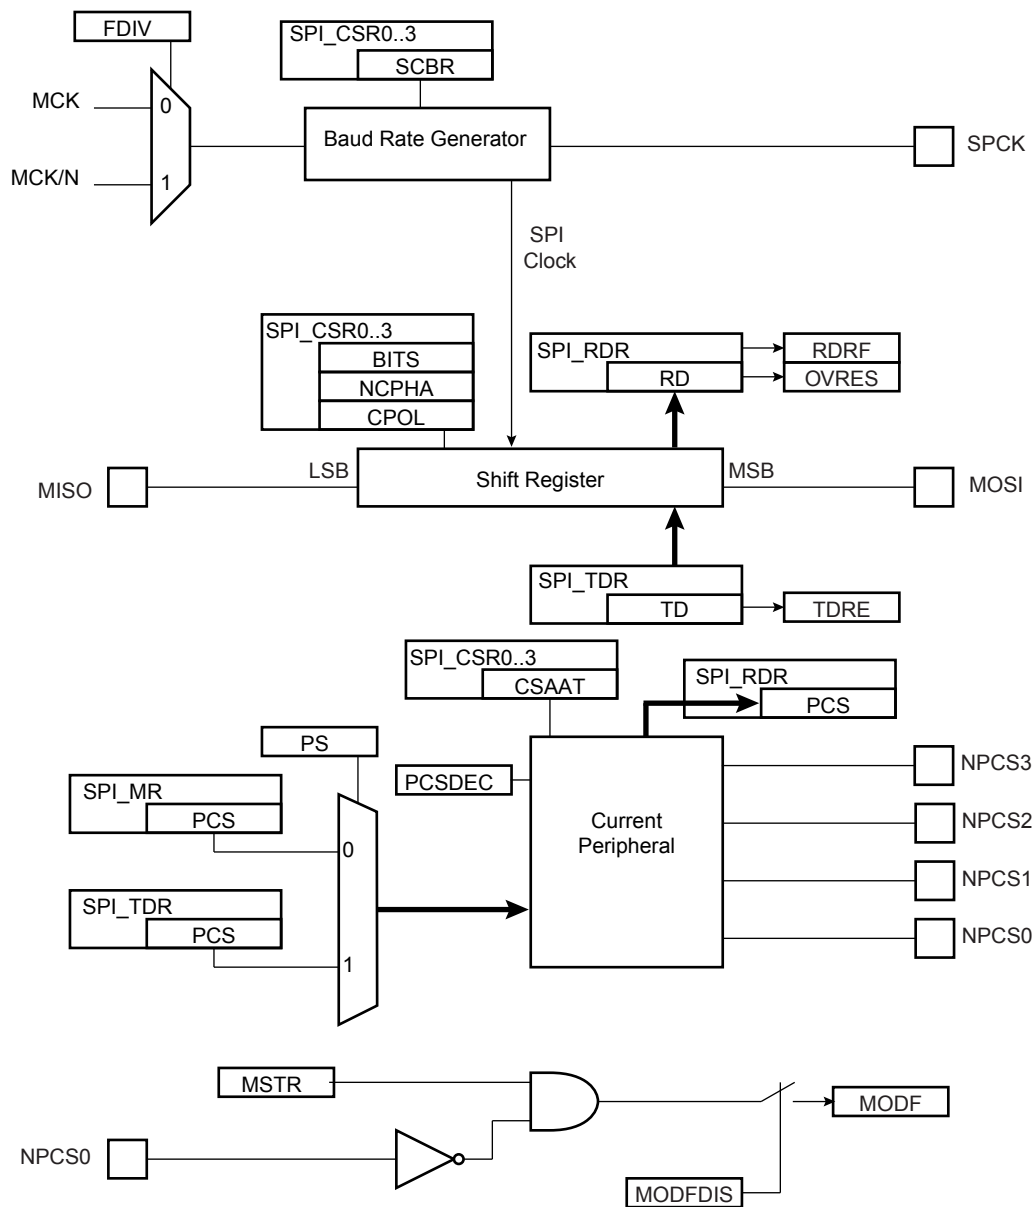 FDIV
SPI_CSR0..3
SCBR
MCK
0
Baud Rate Generator
SPCK
MCK/N
1
SPI
Clock
SPI_CSR0..3
BITS
NCPHA
CPOL
SPI_RDR
RD
RDRF
OVRES
LSB
MSB
MISO
Shift Register
MOSI
SPI_TDR
TD
TDRE
SPI_CSR0..3
CSAAT
SPI_RDR
PCS
PS
PCSDEC
NPCS3
SPI_MR
PCS
0
Current
Peripheral
NPCS2
NPCS1
SPI_TDR
PCS
1
NPCS0
MSTR
MODF
NPCS0
MODFDIS